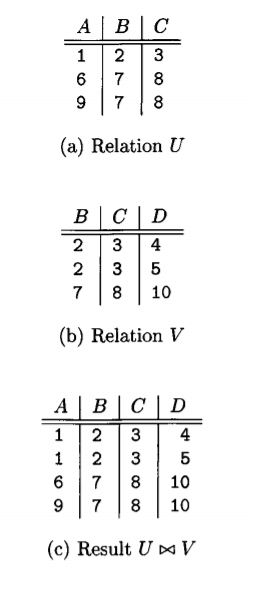 A B C
1 2 3
6 7 8
9 7 8
(a) Relation U
B C D
2 3 4
2 3 5
7 8 10
(b) Relation V
A B C D
1 2 3 4
1 2 3 5
6 7 8 10
9 7 8 10
(c) Result U ⋈ V